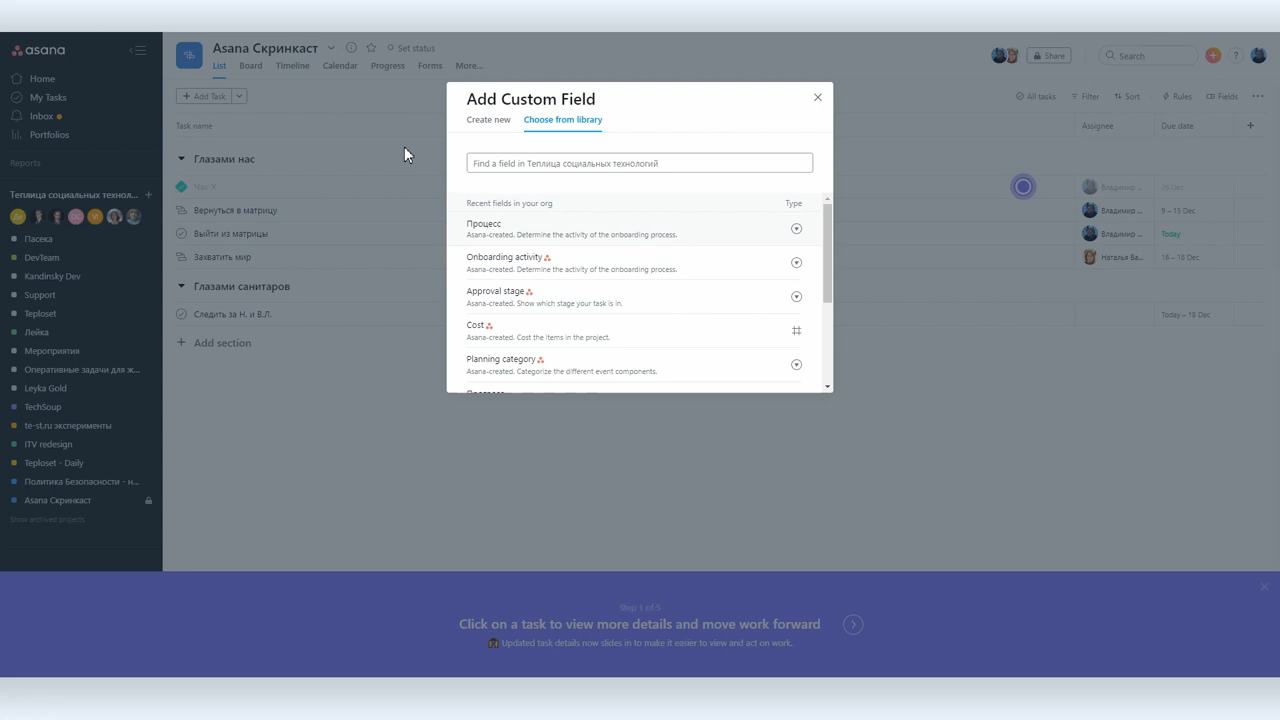 asana
Home
My Tasks
Inbox
Portfolios
Reports
Теплица социальных технол...
Пасека
DevTeam
Kandinsky Dev
Support
Teploset
Лейка
Мероприятия
Оперативные задачи для ж...
Leyka Gold
TechSoup
te-st.ru эксперименты
ITV redesign
Teploset - Daily
Политика Безопасности - н...
Asana Скринкаст
Show archived projects
Asana Скринкаст
Set status
List Board Timeline Calendar Progress Forms More...
Share
Search
Add Task
All tasks Filter Sort Rules Fields
Task name Assignee Due date
Глазами нас
Час X Владимир ... 26 Dec
Вернуться в матрицу Владимир ... 9 – 15 Dec
Выйти из матрицы Владимир ... Today
Захватить мир Наталья Ба... 16 – 18 Dec
Глазами санитаров
Следить за Н. и В.Л. Today – 18 Dec
Add section
Add Custom Field
Create new Choose from library
Find a field in Теплица социальных технологий
Recent fields in your org Type
Процесс
Asana-created. Determine the activity of the onboarding process.
Onboarding activity
Asana-created. Determine the activity of the onboarding process.
Approval stage
Asana-created. Show which stage your task is in.
Cost
Asana-created. Cost the items in the project.
Planning category
Asana-created. Categorize the different event components.
Step 1 of 5
Click on a task to view more details and move work forward
Updated task details now slides in to make it easier to view and act on work.